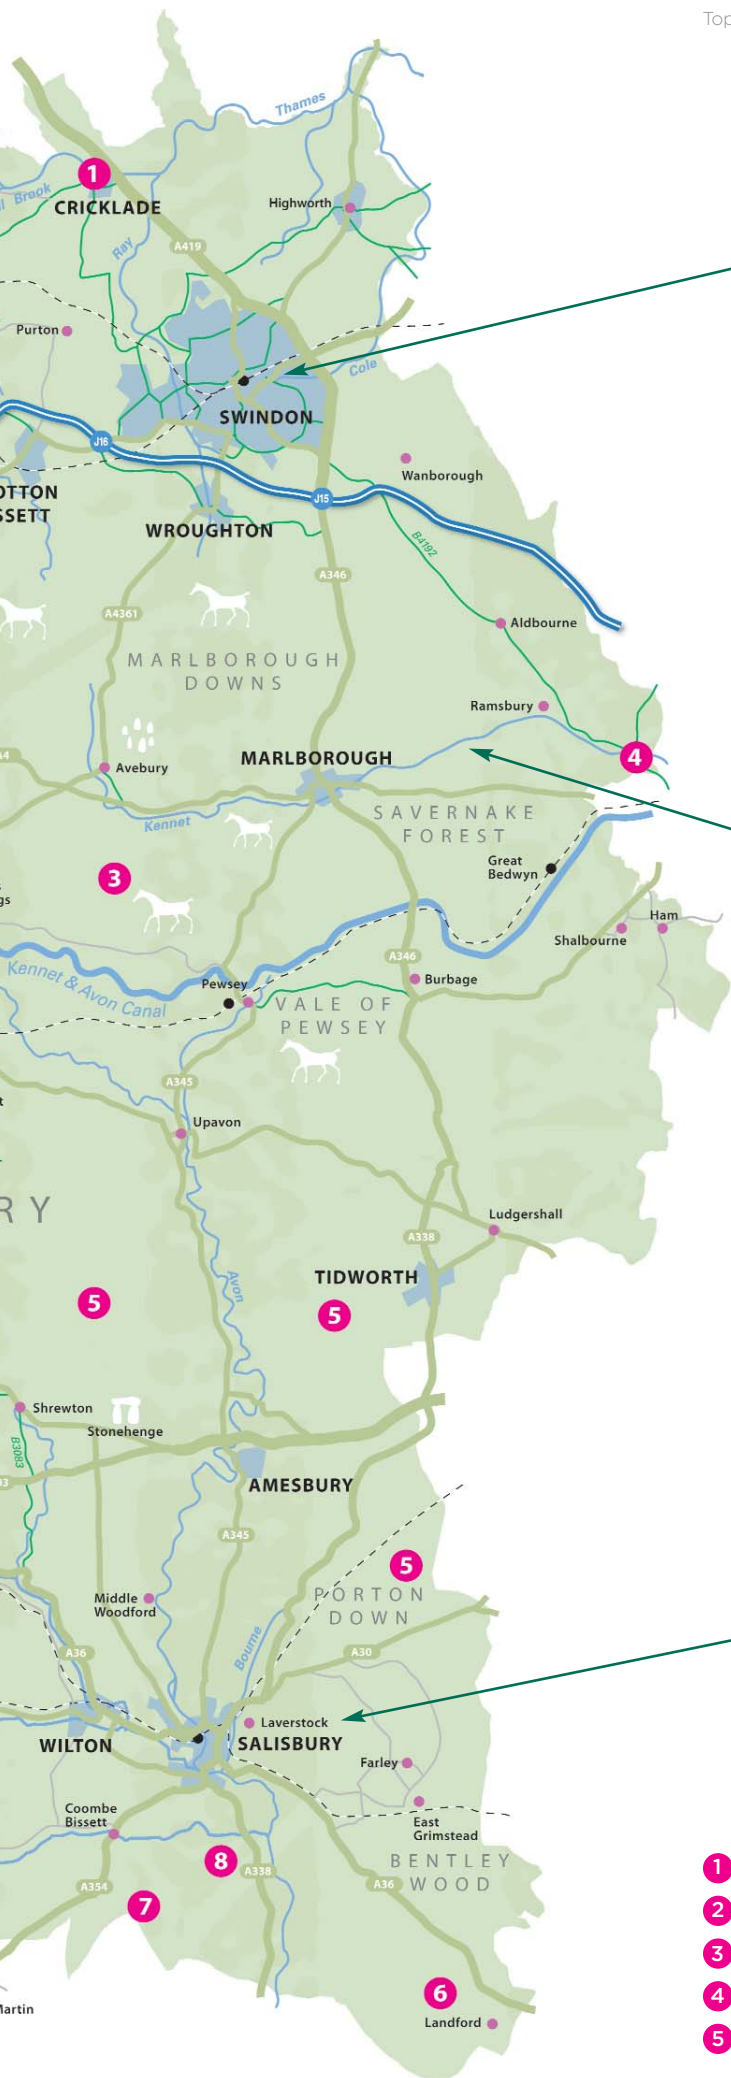 Top
Thames
1
Brook
CRICKLADE
Highworth
Ray
A419
Purton
Cole
SWINDON
J16
Wanborough
OTTON
SSETT
J15
WROUGHTON
B4192
A346
A4361
Aldbourne
MARLBOROUGH
DOWNS
Ramsbury
A4
Avebury
MARLBOROUGH
4
Kennet
SAVERNAKE
FOREST
Great
Bedwyn
3
gs
Ham
Shalbourne
A346
Kennet & Avon Canal
Pewsey
Burbage
VALE OF
PEWSEY
A345
t
Upavon
RY
Ludgershall
A338
TIDWORTH
Avon
5
5
Shrewton
Stonehenge
B3083
AMESBURY
A345
5
Middle
Woodford
PORTON
DOWN
Bourne
A36
A30
Laverstock
WILTON
SALISBURY
Farley
Coombe
Bissett
East
Grimstead
BENTLEY
WOOD
8
A338
A354
A36
7
1
2
3
4
5
6
Martin
Landford